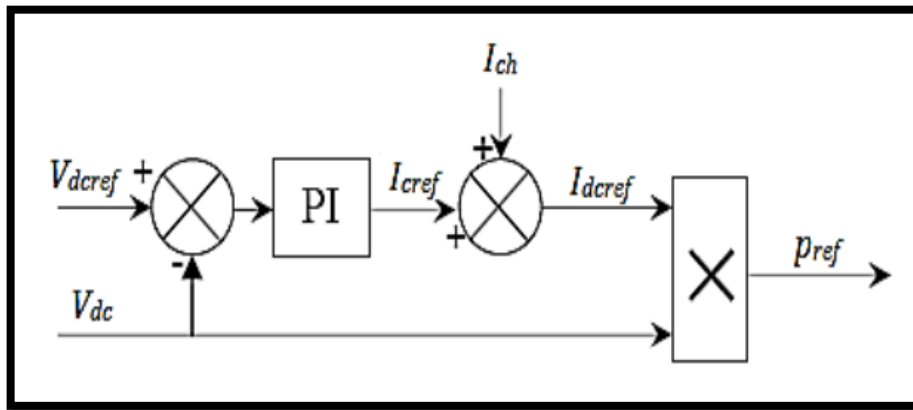 I_ch
+
V_dcref
+
PI
I_cref
+
I_dcref
-
V_dc
×
p_ref